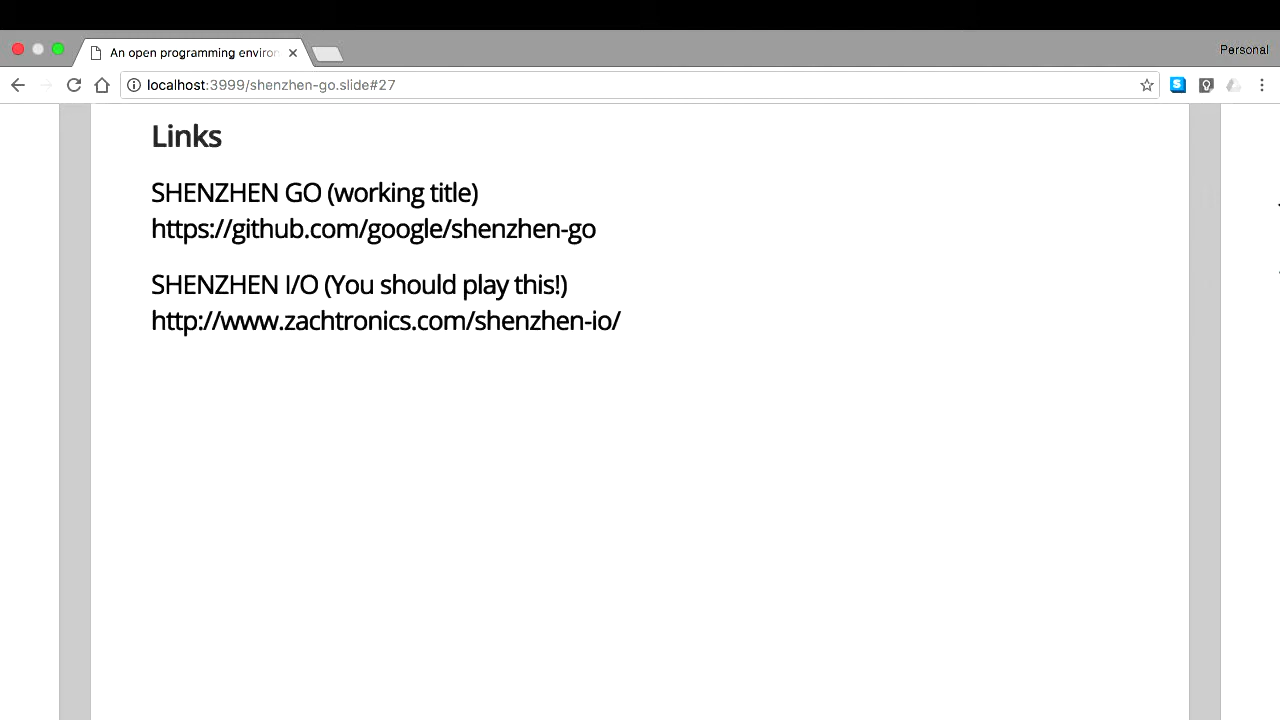 An open programming environ
Personal
localhost:3999/shenzhen-go.slide#27
Links
SHENZHEN GO (working title)
https://github.com/google/shenzhen-go
SHENZHEN I/O (You should play this!)
http://www.zachtronics.com/shenzhen-io/